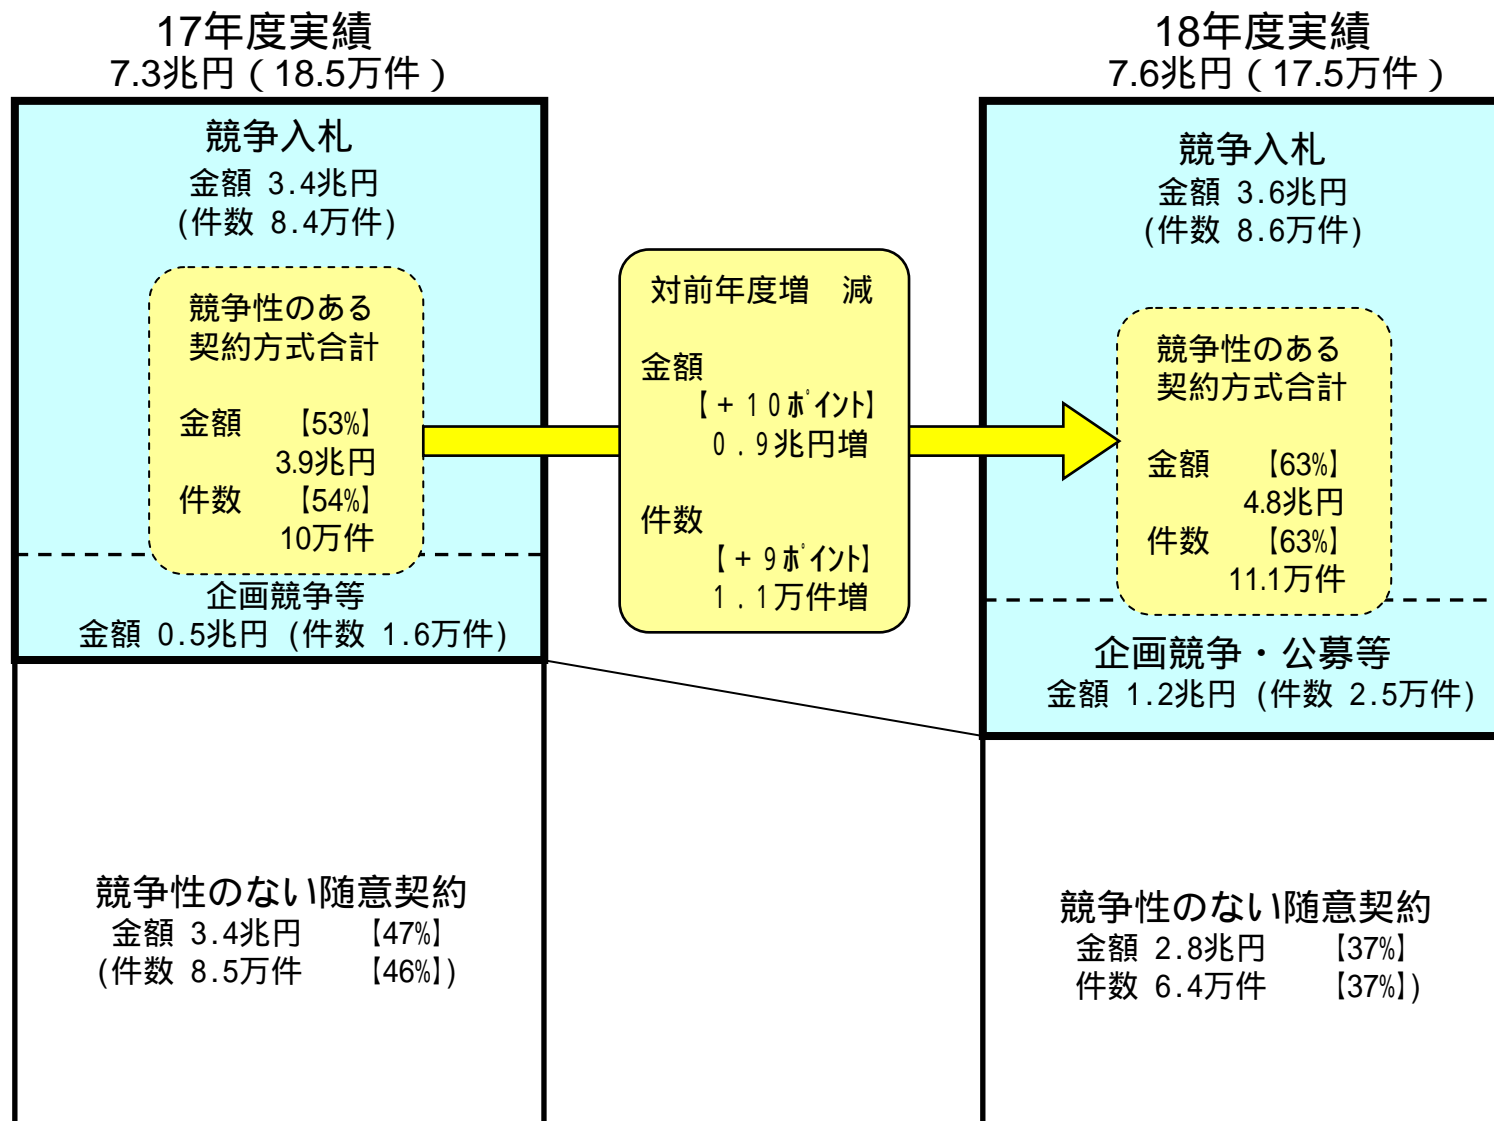 17年度実績
7.3兆円（18.5万件）
競争入札
金額 3.4兆円
(件数 8.4万件)
競争性のある
契約方式合計
金額 【53%】
3.9兆円
件数 【54%】
10万件
企画競争等
金額 0.5兆円 (件数 1.6万件)
競争性のない随意契約
金額 3.4兆円 【47%】
(件数 8.5万件 【46%】)
対前年度増 減
金額
【+10ﾎﾟｲﾝﾄ】
0.9兆円増
件数
【+9ﾎﾟｲﾝﾄ】
1.1万件増
18年度実績
7.6兆円（17.5万件）
競争入札
金額 3.6兆円
(件数 8.6万件)
競争性のある
契約方式合計
金額 【63%】
4.8兆円
件数 【63%】
11.1万件
企画競争・公募等
金額 1.2兆円 (件数 2.5万件)
競争性のない随意契約
金額 2.8兆円 【37%】
件数 6.4万件 【37%】)